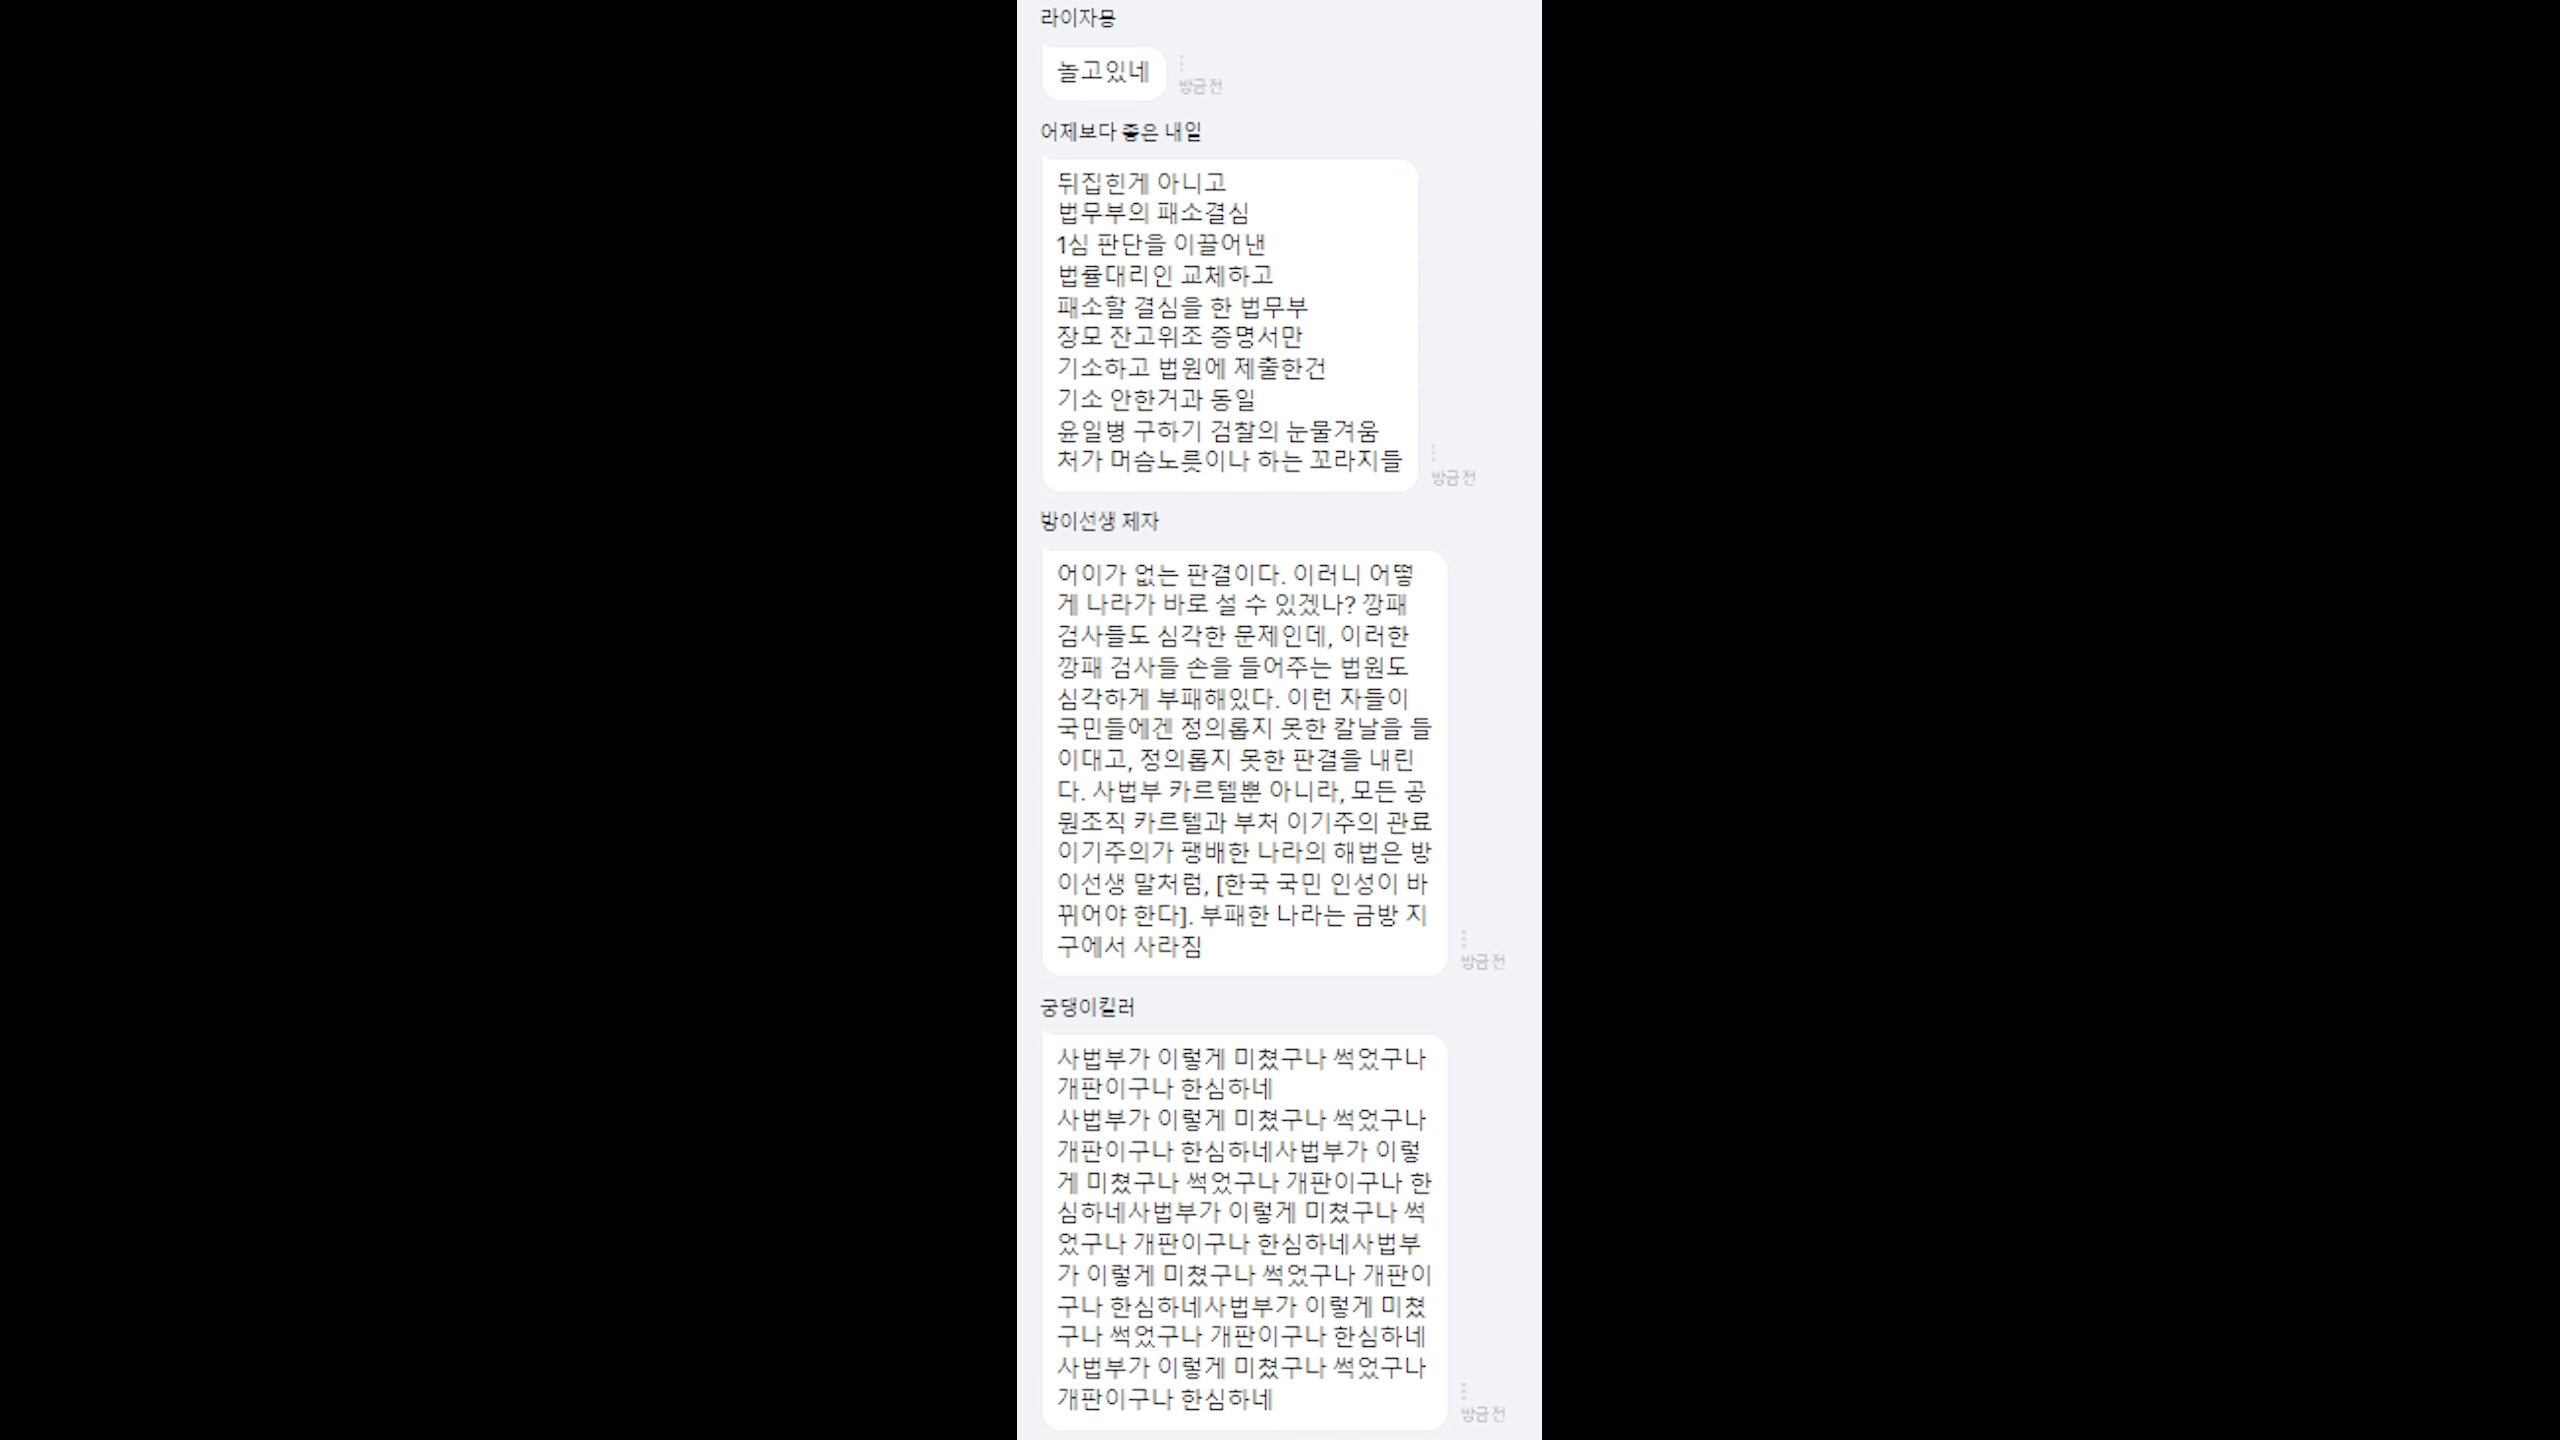 라이자몽
놀고있네
방금 전
어제보다 좋은 내일
뒤집힌게 아니고
법무부의 패소결심
1심 판단을 이끌어낸
법률대리인 교체하고
패소할 결심을 한 법무부
장모 잔고위조 증명서만
기소하고 법원에 제출한건
기소 안한거과 동일
윤일병 구하기 검찰의 눈물겨움
처가 머슴노릇이나 하는 꼬라지들
방금 전
방이선생 제자
어이가 없는 판결이다. 이러니 어떻
게 나라가 바로 설 수 있겠나? 깡패
검사들도 심각한 문제인데, 이러한
깡패 검사들 손을 들어주는 법원도
심각하게 부패해있다. 이런 자들이
국민들에겐 정의롭지 못한 칼날을 들
이대고, 정의롭지 못한 판결을 내린
다. 사법부 카르텔뿐 아니라, 모든 공
뭔조직 카르텔과 부처 이기주의 관료
이기주의가 팽배한 나라의 해법은 방
이선생 말처럼, [한국 국민 인성이 바
뀌어야 한다]. 부패한 나라는 금방 지
구에서 사라짐
방금 전
궁댕이킬러
사법부가 이렇게 미쳤구나 썩었구나
개판이구나 한심하네
사법부가 이렇게 미쳤구나 썩었구나
개판이구나 한심하네사법부가 이렇
게 미쳤구나 썩었구나 개판이구나 한
심하네사법부가 이렇게 미쳤구나 썩
었구나 개판이구나 한심하네사법부
가 이렇게 미쳤구나 썩었구나 개판이
구나 한심하네사법부가 이렇게 미쳤
구나 썩었구나 개판이구나 한심하네
사법부가 이렇게 미쳤구나 썩었구나
개판이구나 한심하네
방금 전